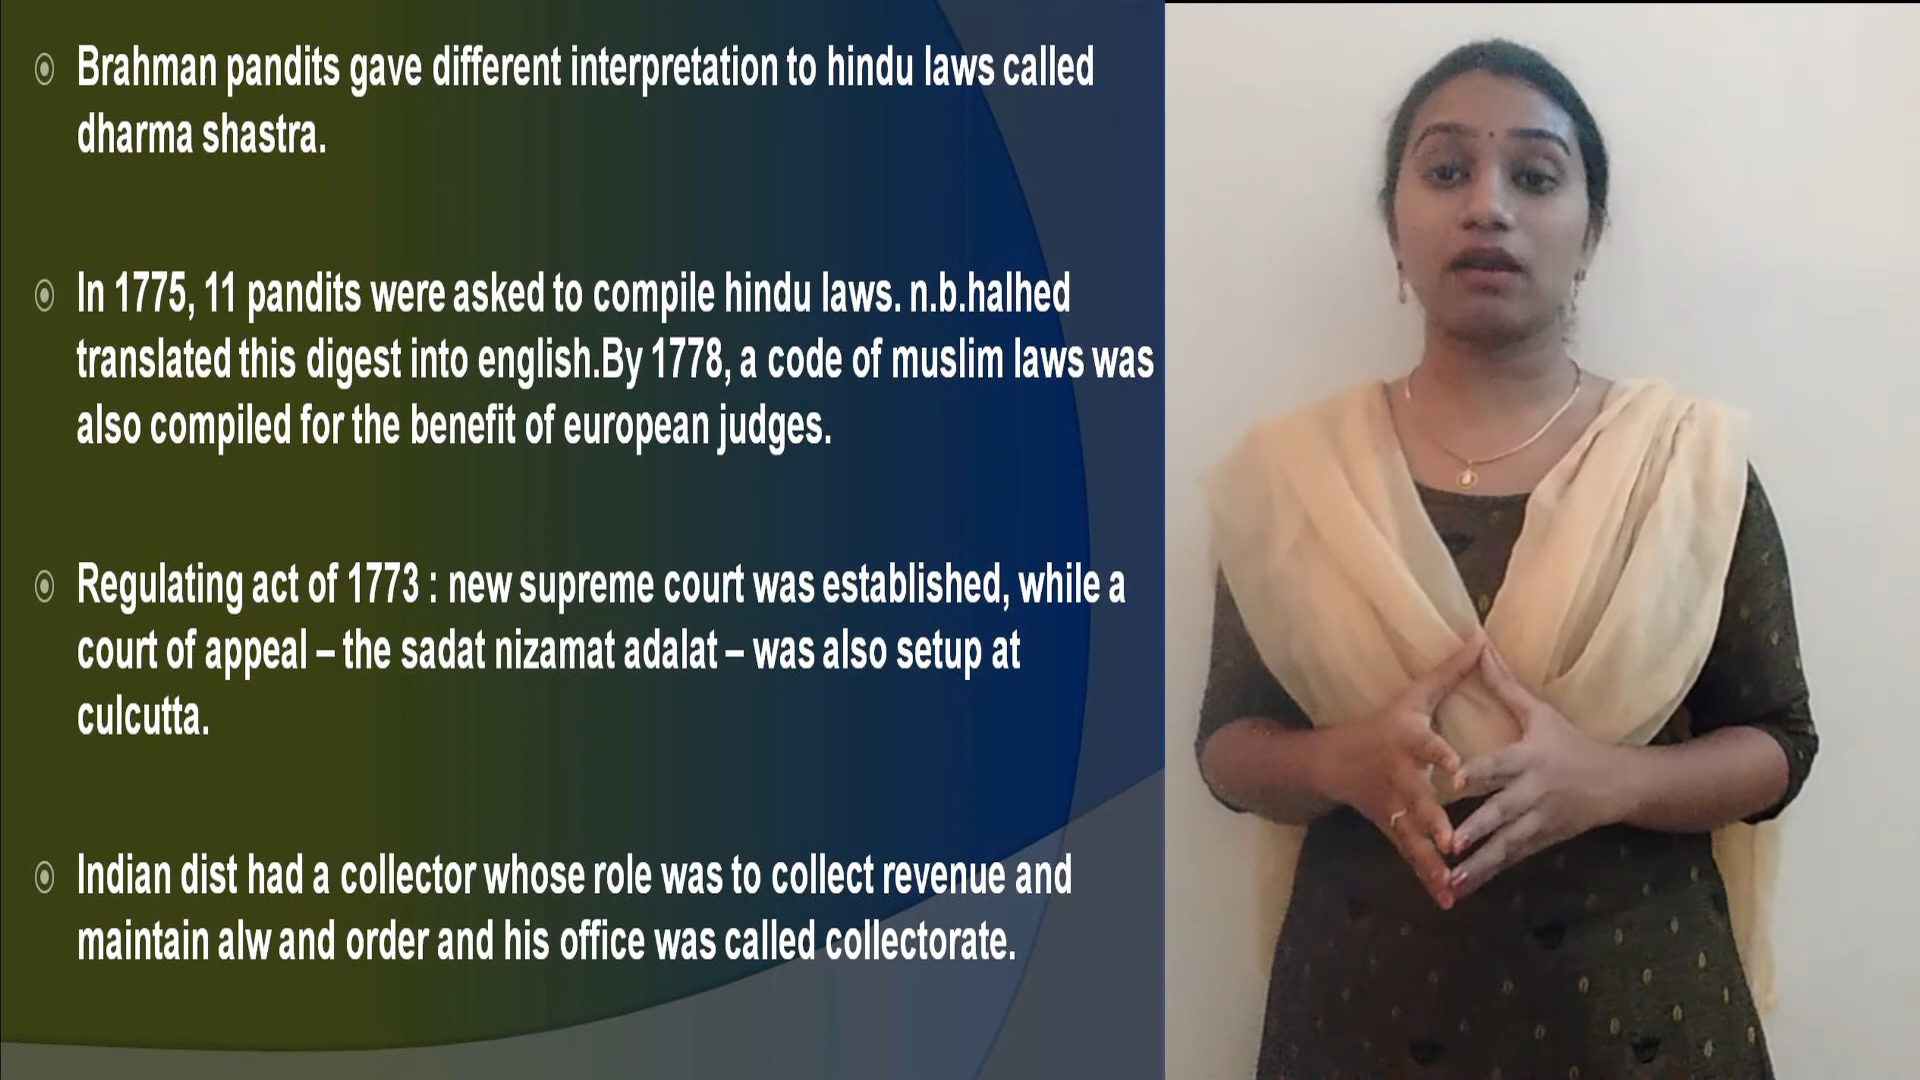 Brahman pandits gave different interpretation to hindu laws called
dharma shastra.
In 1775, 11 pandits were asked to compile hindu laws. n.b.halhed
translated this digest into english.By 1778, a code of muslim laws was
also compiled for the benefit of european judges.
Regulating act of 1773 : new supreme court was established, while a
court of appeal – the sadat nizamat adalat – was also setup at
culcutta.
Indian dist had a collector whose role was to collect revenue and
maintain alw and order and his office was called collectorate.